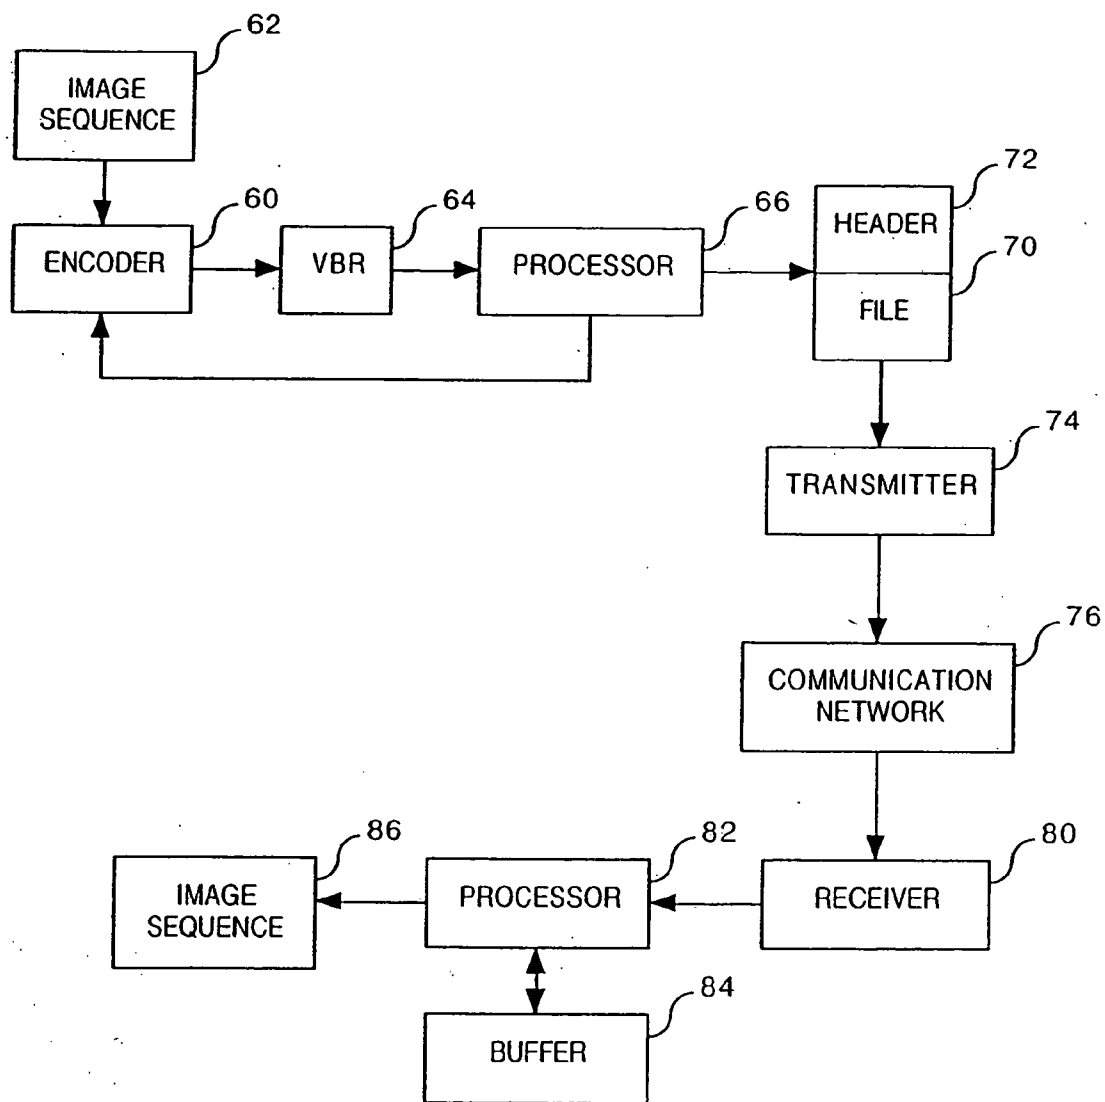 62
IMAGE
SEQUENCE
60
ENCODER
64
VBR
66
PROCESSOR
72
HEADER
70
FILE
74
TRANSMITTER
76
COMMUNICATION
NETWORK
86
IMAGE
SEQUENCE
82
PROCESSOR
80
RECEIVER
84
BUFFER